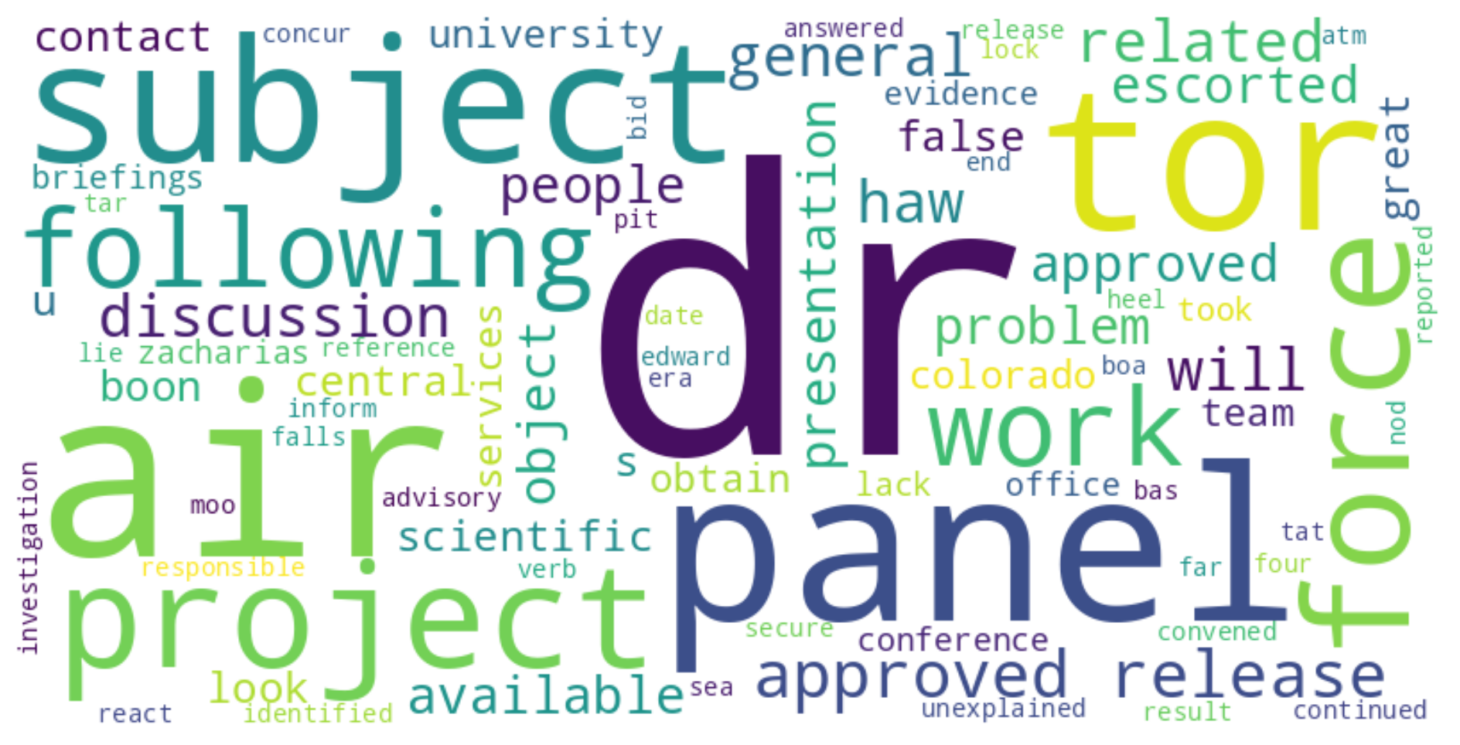 contact
concur
university
answered
release
related
atm
subject
general
lock
escorted
bid
evidence
false
tor
great
briefings
people
end
tar
pit
haw
following
dr
presentation
approved
force
reported
u
discussion
services
object
date
problem
heel
took
lie
zacharias
reference
edward
colorado
boa
will
boon
central
era
work
team
inform
falls
nod
air
s
obtain
lack
office
bas
investigation
moo
advisory
panel
scientific
tat
responsible
verb
far
four
project
secure
conference
convened
look
available
sea
approved
release
react
identified
unexplained
result
continued